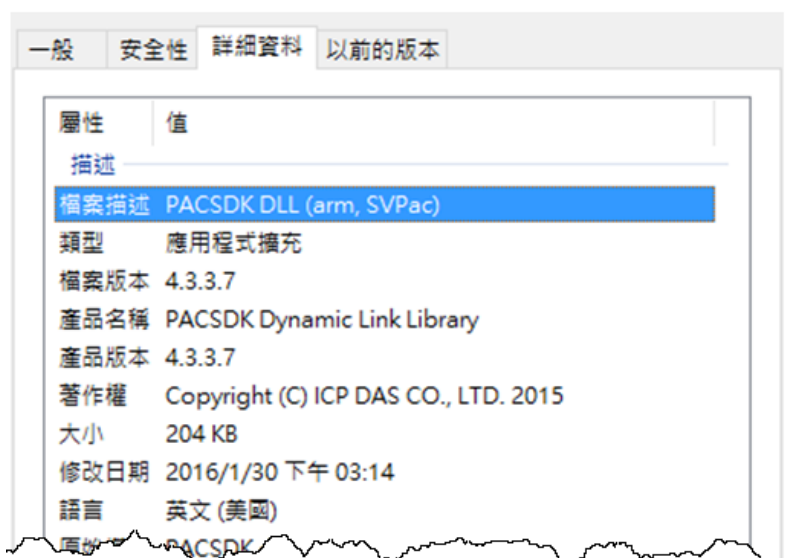 一般 安全性 詳細資料 以前的版本
屬性 值
描述
檔案描述 PACSDK DLL (arm, SVPac)
類型 應用程式擴充
檔案版本 4.3.3.7
產品名稱 PACSDK Dynamic Link Library
產品版本 4.3.3.7
著作權 Copyright (C) ICP DAS CO., LTD. 2015
大小 204 KB
修改日期 2016/1/30 下午 03:14
語言 英文 (美國)
PACSDK